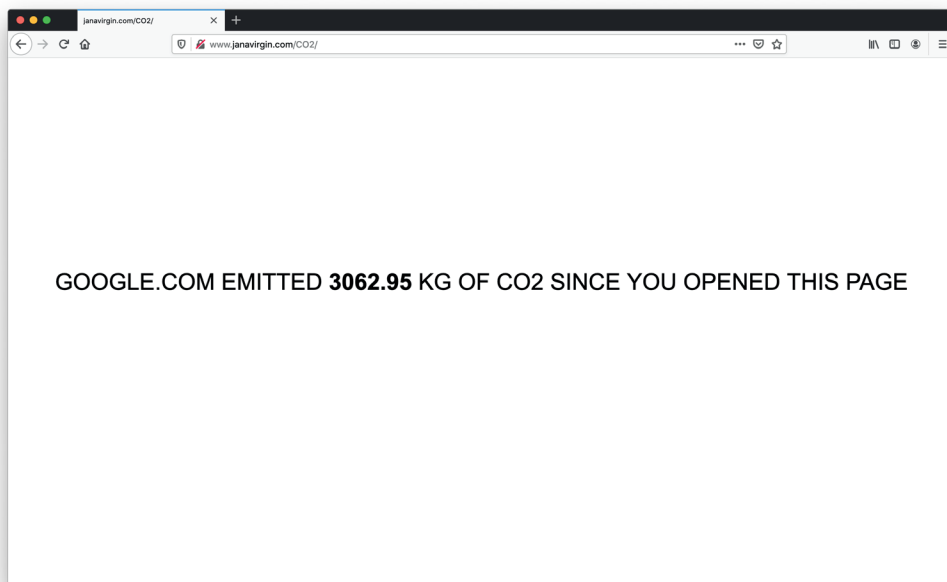 janavirgin.com/CO2/
www.janavirgin.com/CO2/
GOOGLE.COM EMITTED 3062.95 KG OF CO2 SINCE YOU OPENED THIS PAGE